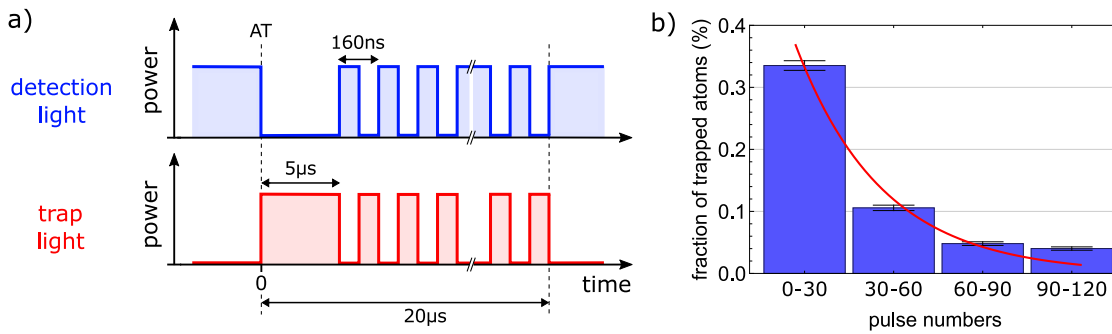 a)
AT
160ns
detection
light
power
5µs
trap
light
power
0
time
20µs
b)
fraction of trapped atoms (%)
0.4
0.3
0.2
0.1
0.0
0-30
30-60
60-90
90-120
pulse numbers